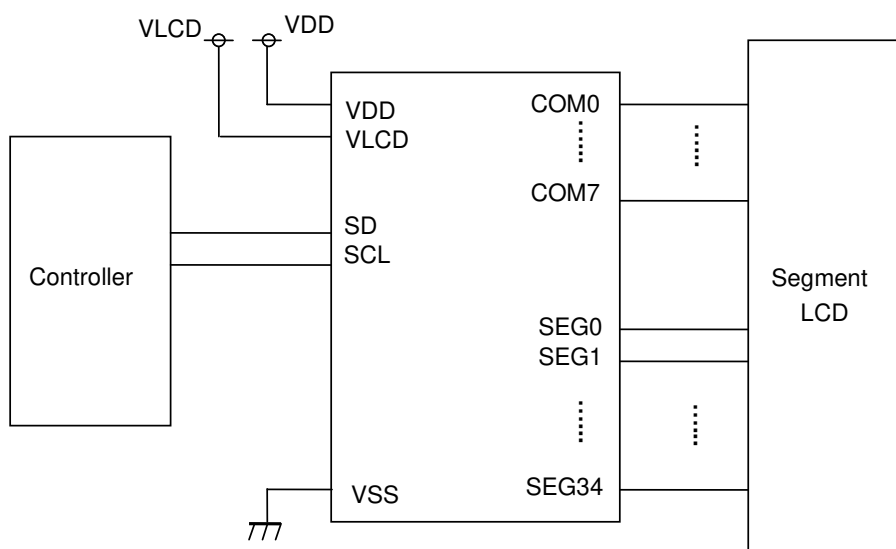 VLCD
VDD
VDD
VLCD
SD
SCL
VSS
COM0
COM7
SEG0
SEG1
SEG34
Controller
Segment
LCD